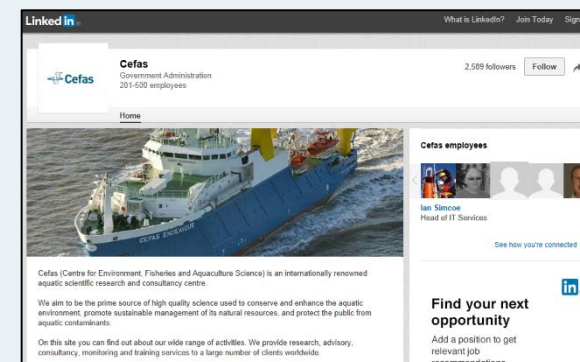 Linked in
What is LinkedIn? Join Today Sign
Cefas
Cefas
Government Administration
201-500 employees
2,589 followers Follow
Home
CEFAS ENDEAVOUR
Cefas employees
Ian Simcoe
Head of IT Services
See how you're connected
Cefas (Centre for Environment, Fisheries and Aquaculture Science) is an internationally renowned
aquatic scientific research and consultancy centre.
We aim to be the prime source of high quality science used to conserve and enhance the aquatic
environment, promote sustainable management of its natural resources, and protect the public from
aquatic contaminants.
On this site you can find out about our wide range of activities. We provide research, advisory,
consultancy, monitoring and training services to a large number of clients worldwide.
in
Find your next
opportunity
Add a position to get
relevant job
recommendations